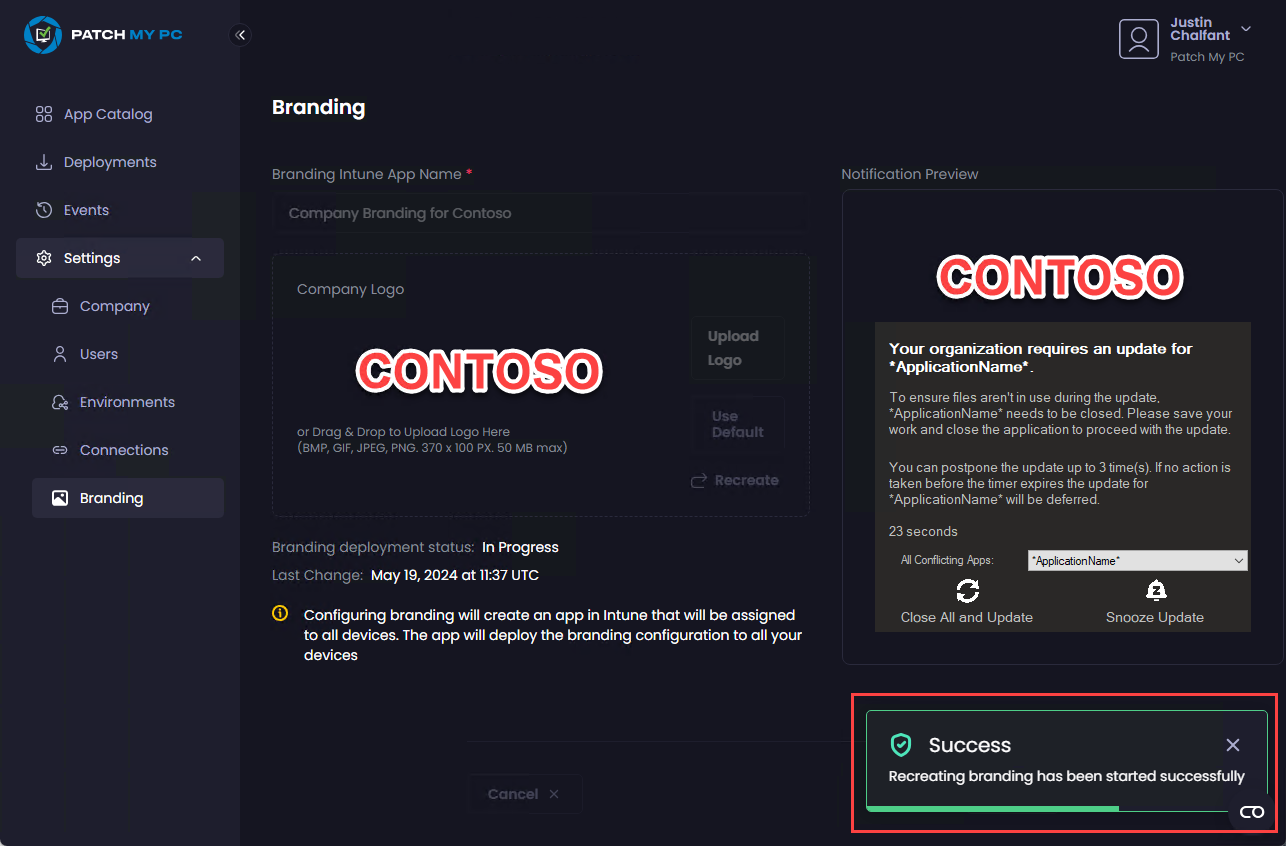 PATCH MY PC
Justin
Chalfant
Patch My PC
App Catalog
Deployments
Events
Settings
Company
Users
Environments
Connections
Branding
Branding
Branding Intune App Name *
Company Branding for Contoso
Company Logo
CONTOSO
Upload
Logo
Use
Default
or Drag & Drop to Upload Logo Here
(BMP, GIF, JPEG, PNG. 370 x 100 PX. 50 MB max)
Recreate
Branding deployment status: In Progress
Last Change: May 19, 2024 at 11:37 UTC
Configuring branding will create an app in Intune that will be assigned
to all devices. The app will deploy the branding configuration to all your
devices
Cancel
Notification Preview
CONTOSO
Your organization requires an update for
*ApplicationName*.
To ensure files aren't in use during the update,
*ApplicationName* needs to be closed. Please save your
work and close the application to proceed with the update.
You can postpone the update up to 3 time(s). If no action is
taken before the timer expires the update for
*ApplicationName* will be deferred.
23 seconds
All Conflicting Apps: *ApplicationName*
Close All and Update
Snooze Update
Success
Recreating branding has been started successfully